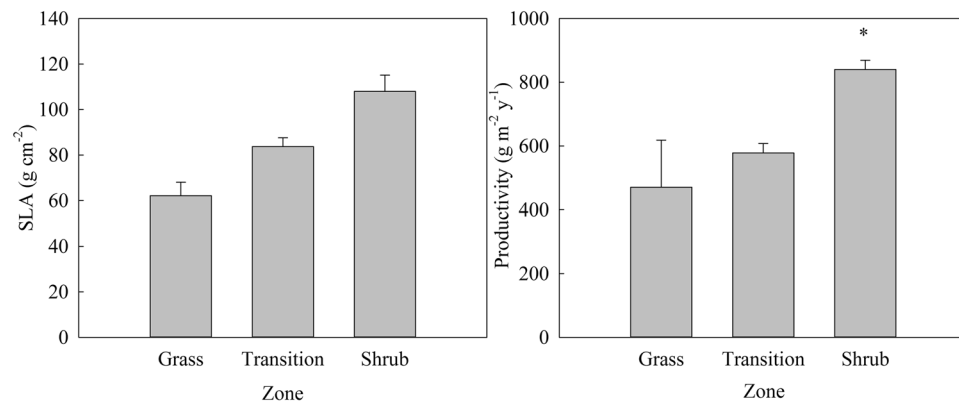 SLA (g cm-2)
140
120
100
80
60
40
20
0
Grass Transition Shrub
Zone
Productivity (g m-2 y-1)
1000
800
600
400
200
0
*
Grass Transition Shrub
Zone